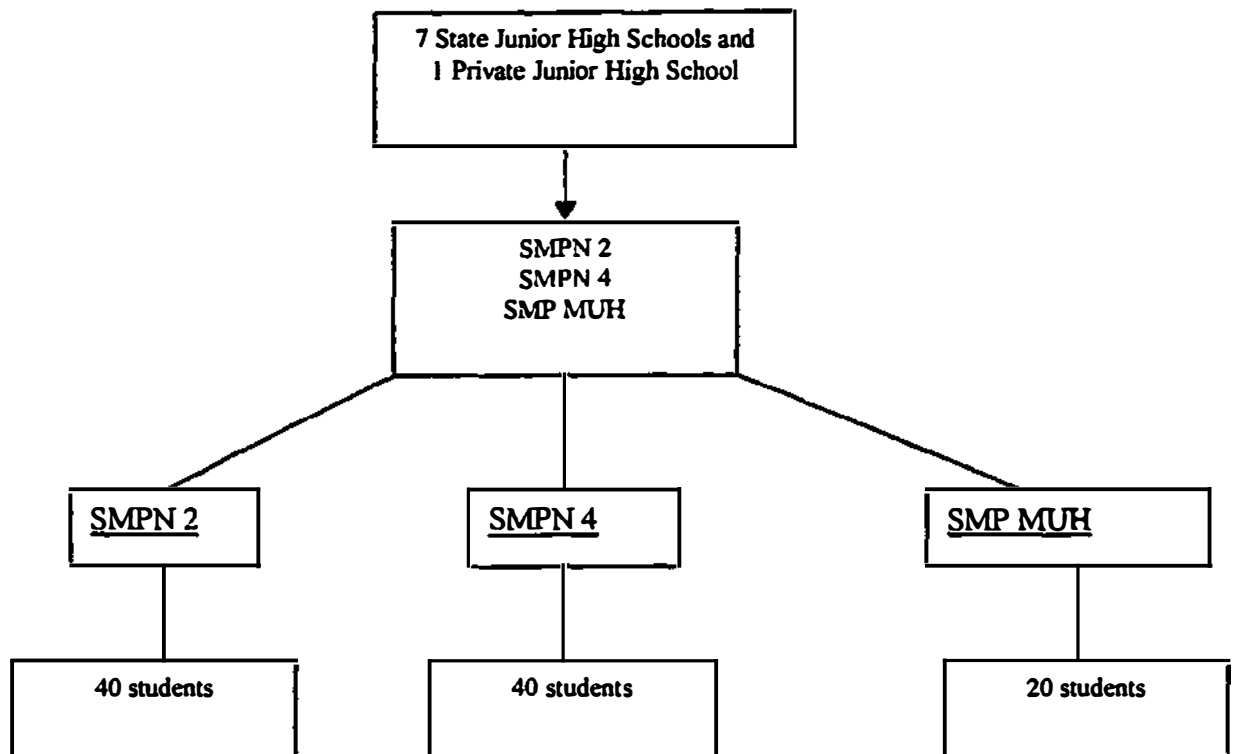 7 State Junior High Schools and
1 Private Junior High School
SMPN 2
SMPN 4
SMP MUH
SMPN 2
SMPN 4
SMP MUH
40 students
40 students
20 students